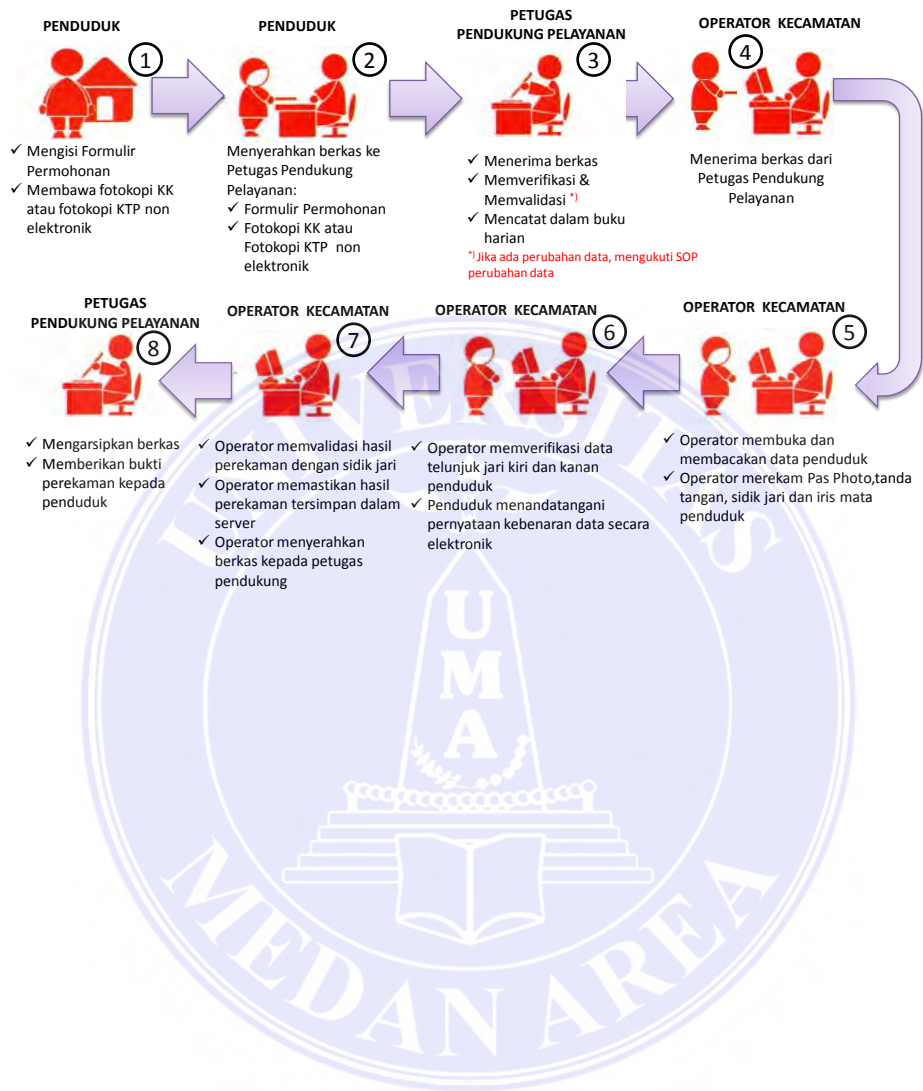 PENDUDUK
1
✓ Mengisi Formulir
Permohonan
✓ Membawa fotokopi KK
atau fotokopi KTP non
elektronik
PENDUDUK
2
Menyerahkan berkas ke
Petugas Pendukung
Pelayanan:
✓ Formulir Permohonan
✓ Fotokopi KK atau
Fotokopi KTP non
elektronik
PETUGAS
PENDUKUNG PELAYANAN
3
✓ Menerima berkas
✓ Memverifikasi &
Memvalidasi *)
✓ Mencatat dalam buku
harian
*) Jika ada perubahan data, mengukuti SOP
perubahan data
OPERATOR KECAMATAN
4
Menerima berkas dari
Petugas Pendukung
Pelayanan
OPERATOR KECAMATAN
5
✓ Operator membuka dan
membacakan data penduduk
✓ Operator merekam Pas Photo,tanda
tangan, sidik jari dan iris mata
penduduk
OPERATOR KECAMATAN
6
✓ Operator memverifikasi data
telunjuk jari kiri dan kanan
penduduk
✓ Penduduk menandatangani
pernyataan kebenaran data secara
elektronik
OPERATOR KECAMATAN
7
✓ Operator memvalidasi hasil
perekaman dengan sidik jari
✓ Operator memastikan hasil
perekaman tersimpan dalam
server
✓ Operator menyerahkan
berkas kepada petugas
pendukung
PETUGAS
PENDUKUNG PELAYANAN
8
✓ Mengarsipkan berkas
✓ Memberikan bukti
perekaman kepada
penduduk
UNIVERSITAS
UMA
MEDAN AREA